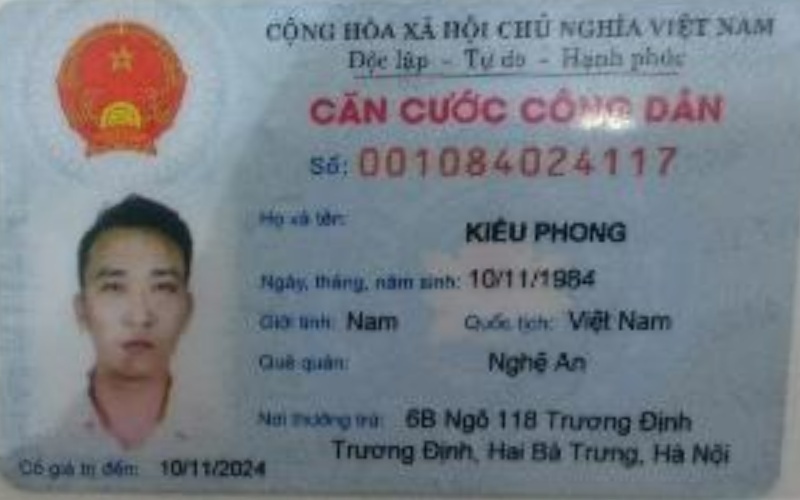 CỘNG HÒA XÃ HỘI CHỦ NGHĨA VIỆT NAM
Độc lập - Tự do - Hạnh phúc
CĂN CƯỚC CÔNG DÂN
Số: 001084024117
Họ và tên:
KIỀU PHONG
Ngày, tháng, năm sinh: 10/11/1984
Giới tính: Nam Quốc tịch: Việt Nam
Quê quán: Nghệ An
Nơi thường trú: 6B Ngõ 118 Trương Định
Trương Định, Hai Bà Trưng, Hà Nội
Có giá trị đến: 10/11/2024